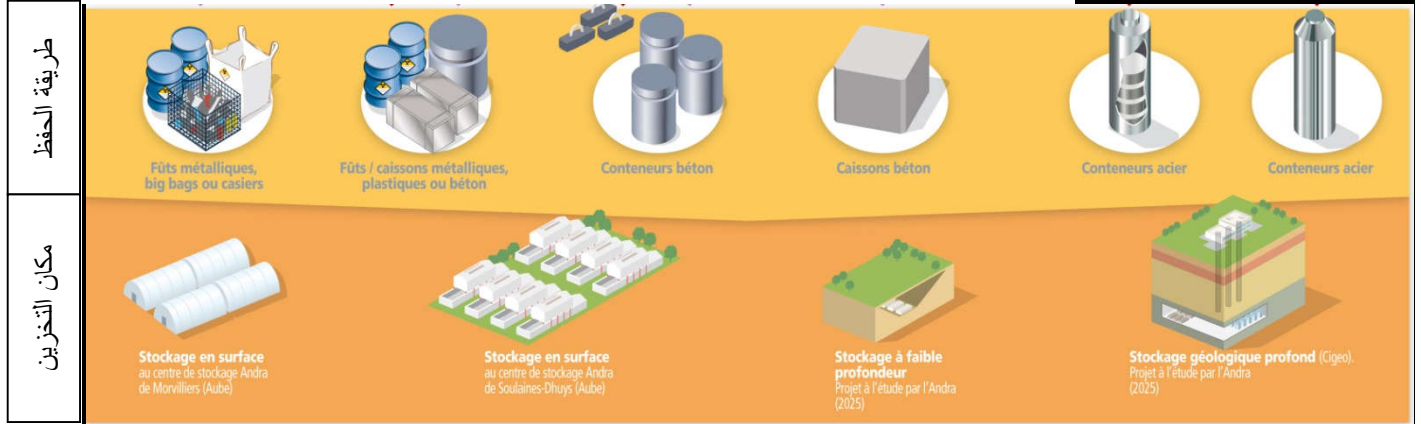 طريقة الحفظ
Fûts métalliques,
big bags ou casiers
Fûts / caissons métalliques,
plastiques ou béton
Conteneurs béton
Caissons béton
Conteneurs acier
Conteneurs acier
مكان التخزين
Stockage en surface
au centre de stockage Andra
de Morvilliers (Aube)
Stockage en surface
au centre de stockage Andra
de Soulaines-Dhuys (Aube)
Stockage à faible
profondeur
Projet à l'étude par l'Andra
(2025)
Stockage géologique profond (Cigeo).
Projet à l'étude par l'Andra
(2025)